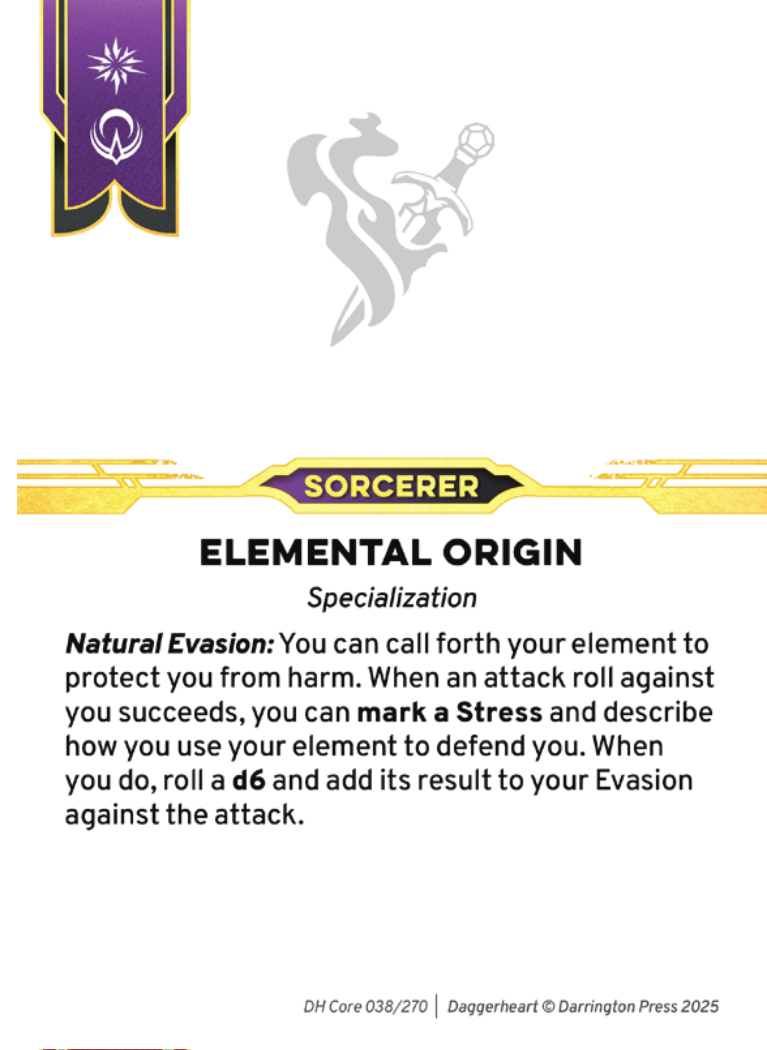 SORCERER
ELEMENTAL ORIGIN
Specialization
Natural Evasion: You can call forth your element to
protect you from harm. When an attack roll against
you succeeds, you can mark a Stress and describe
how you use your element to defend you. When
you do, roll a d6 and add its result to your Evasion
against the attack.
DH Core 038/270 | Daggerheart © Darrington Press 2025